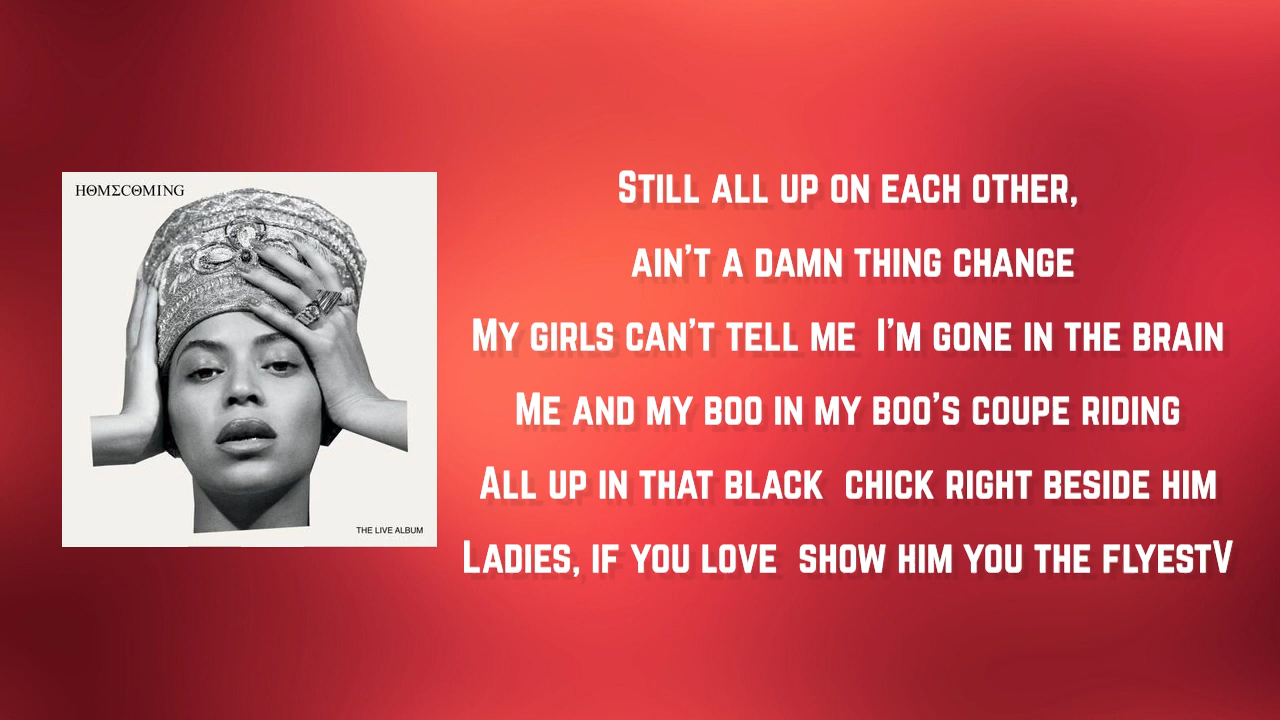 HΘMΣCΘMING
THE LIVE ALBUM
Still all up on each other,
ain't a damn thing change
My girls can't tell me  I'm gone in the brain
Me and my boo in my boo's coupe riding
All up in that black  chick right beside him
Ladies, if you love  show him you the flyestV